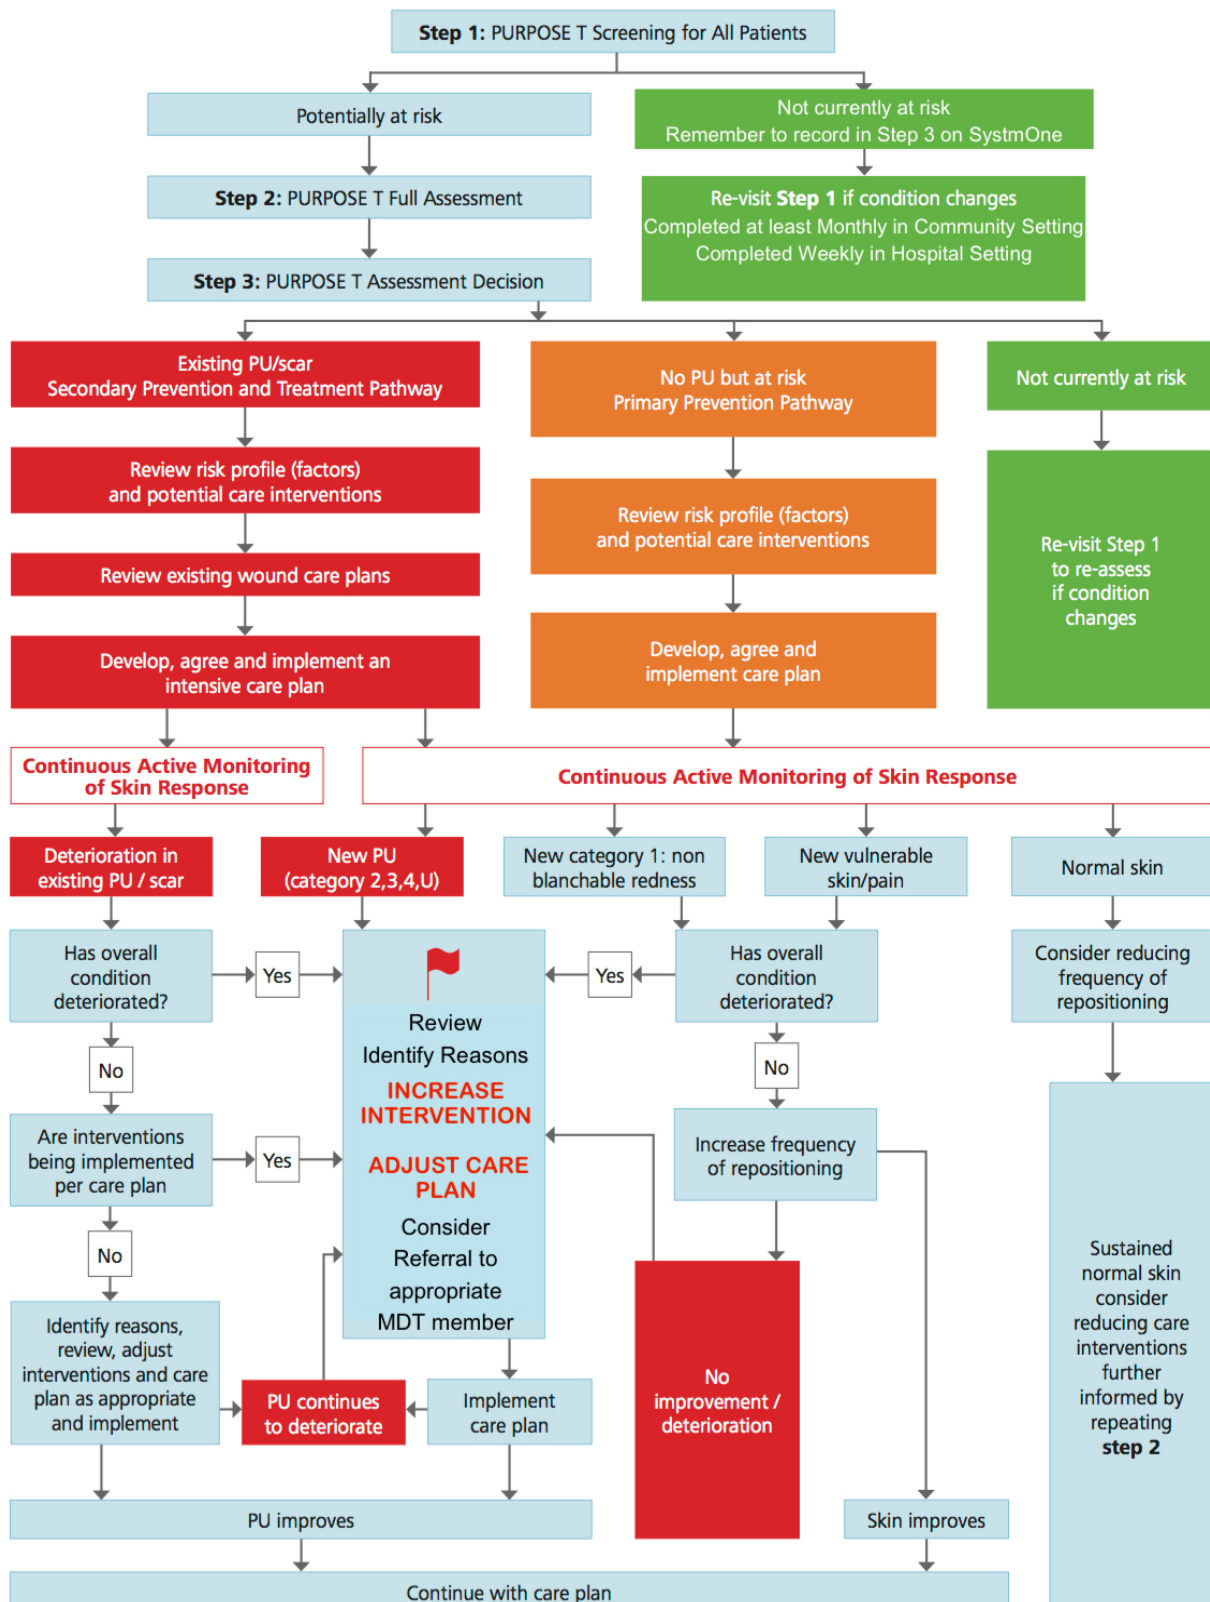 Step 1: PURPOSE T Screening for All Patients
Potentially at risk
Not currently at risk
Remember to record in Step 3 on SystmOne
Step 2: PURPOSE T Full Assessment
Re-visit Step 1 if condition changes
Completed at least Monthly in Community Setting
Completed Weekly in Hospital Setting
Step 3: PURPOSE T Assessment Decision
Existing PU/scar
Secondary Prevention and Treatment Pathway
No PU but at risk
Primary Prevention Pathway
Not currently at risk
Review risk profile (factors)
and potential care interventions
Review risk profile (factors)
and potential care interventions
Re-visit Step 1
to re-assess
if condition
changes
Review existing wound care plans
Develop, agree and implement an
intensive care plan
Develop, agree and
implement care plan
Continuous Active Monitoring
of Skin Response
Continuous Active Monitoring of Skin Response
Deterioration in
existing PU / scar
New PU
(category 2,3,4,U)
New category 1: non
blanchable redness
New vulnerable
skin/pain
Normal skin
Has overall
condition
deteriorated?
Yes
Review
Identify Reasons
INCREASE
INTERVENTION
ADJUST CARE
PLAN
Consider
Referral to
appropriate
MDT member
Yes
Has overall
condition
deteriorated?
Consider reducing
frequency of
repositioning
No
No
Are interventions
being implemented
per care plan
Yes
Increase frequency
of repositioning
No
Identify reasons,
review, adjust
interventions and care
plan as appropriate
and implement
PU continues
to deteriorate
Implement
care plan
No
improvement /
deterioration
Sustained
normal skin
consider
reducing care
interventions
further
informed by
repeating
step 2
PU improves
Skin improves
Continue with care plan